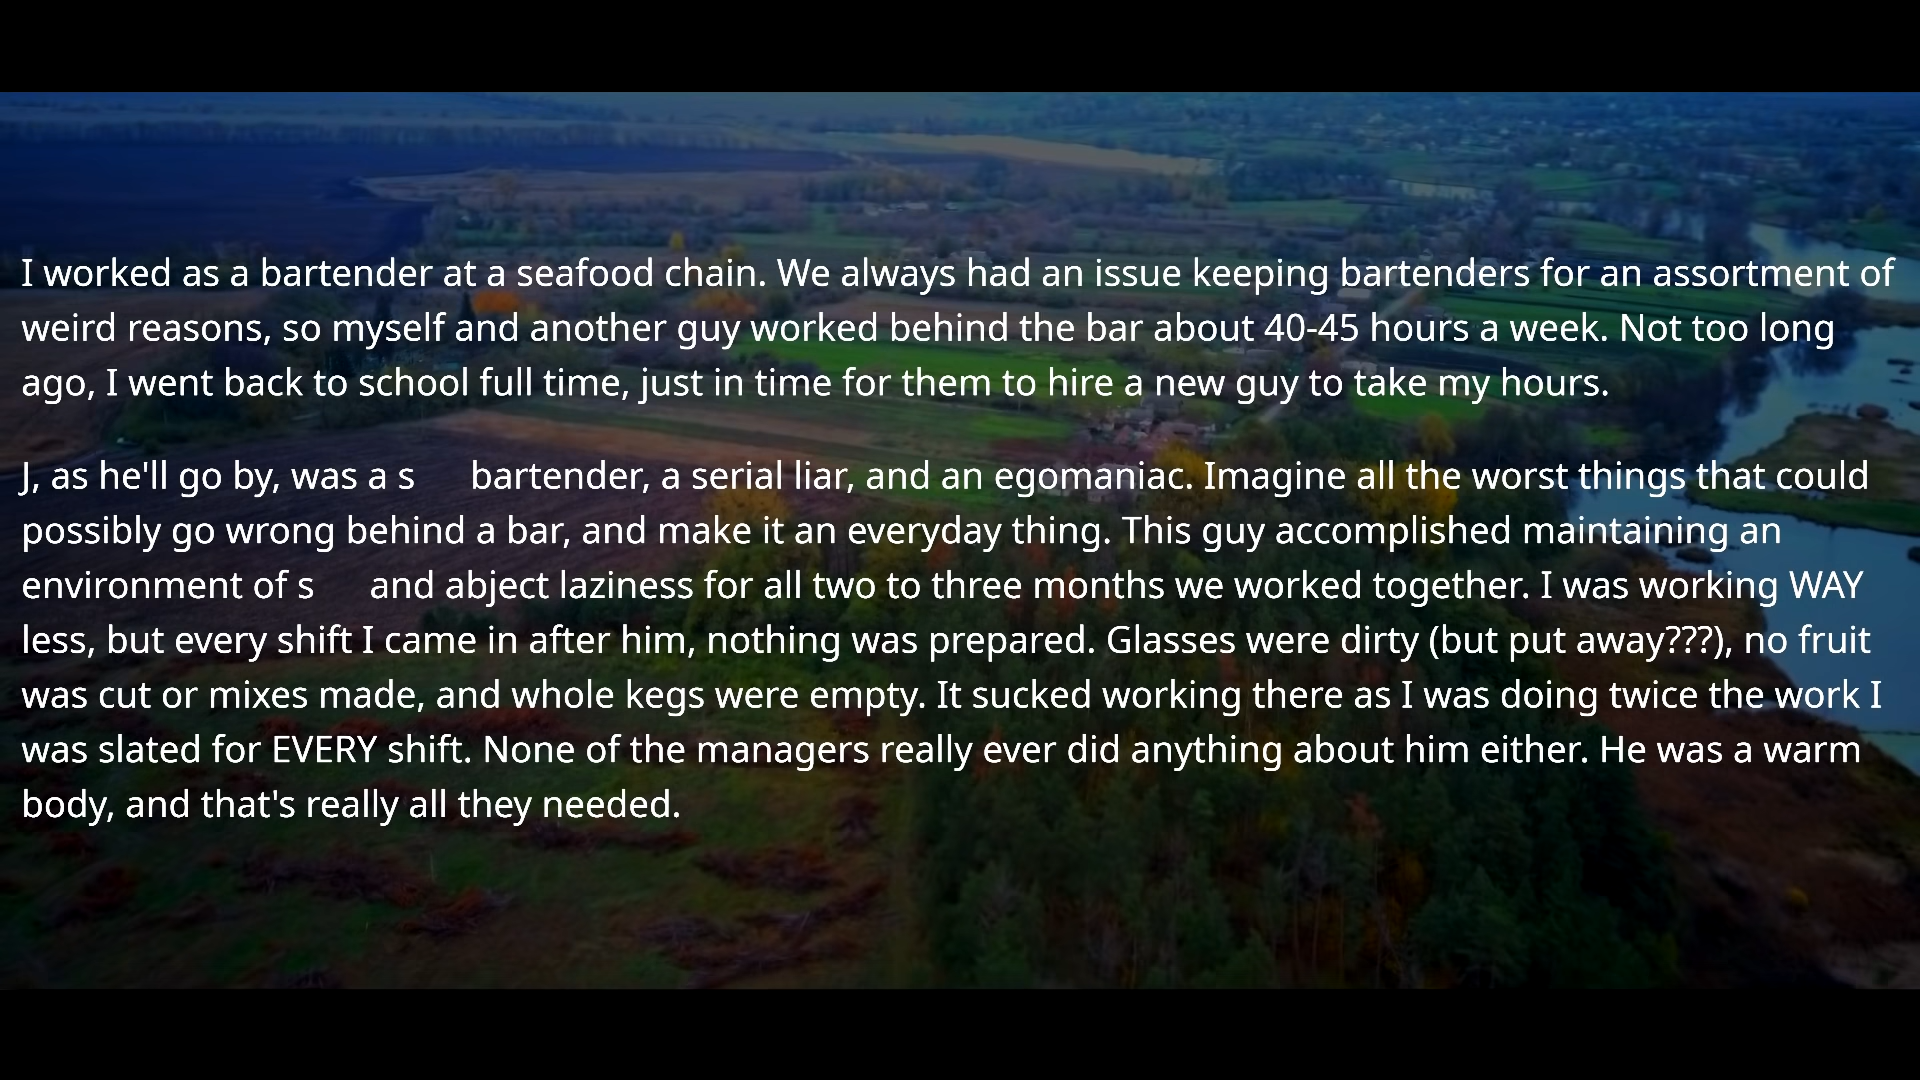 I worked as a bartender at a seafood chain. We always had an issue keeping bartenders for an assortment of
weird reasons, so myself and another guy worked behind the bar about 40-45 hours a week. Not too long
ago, I went back to school full time, just in time for them to hire a new guy to take my hours.
J, as he'll go by, was a s bartender, a serial liar, and an egomaniac. Imagine all the worst things that could
possibly go wrong behind a bar, and make it an everyday thing. This guy accomplished maintaining an
environment of s and abject laziness for all two to three months we worked together. I was working WAY
less, but every shift I came in after him, nothing was prepared. Glasses were dirty (but put away???), no fruit
was cut or mixes made, and whole kegs were empty. It sucked working there as I was doing twice the work I
was slated for EVERY shift. None of the managers really ever did anything about him either. He was a warm
body, and that's really all they needed.